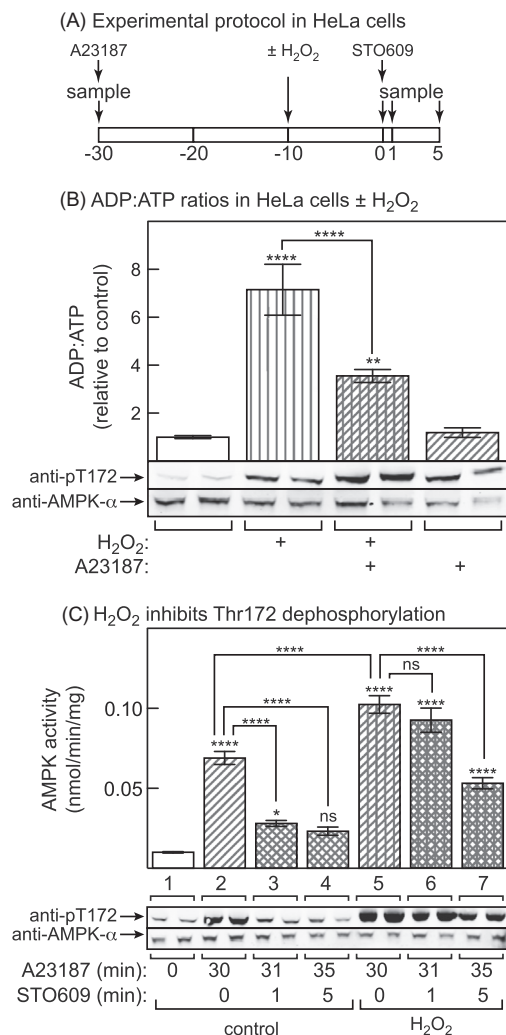 (A) Experimental protocol in HeLa cells
A23187 ± H₂O₂ STO609
sample sample
-30 -20 -10 0 1 5
(B) ADP:ATP ratios in HeLa cells ± H₂O₂
ADP:ATP
(relative to control)
8
6
4
2
****
****
**
anti-pT172
anti-AMPK-α
H₂O₂: + +
A23187: + +
(C) H₂O₂ inhibits Thr172 dephosphorylation
AMPK activity
(nmol/min/mg)
0.10
0.05
**** ****
ns
****
**** **** ****
****
**** ****
* ns
1 2 3 4 5 6 7
anti-pT172
anti-AMPK-α
A23187 (min): 0 30 31 35 30 31 35
STO609 (min): 0 1 5 0 1 5
control H₂O₂